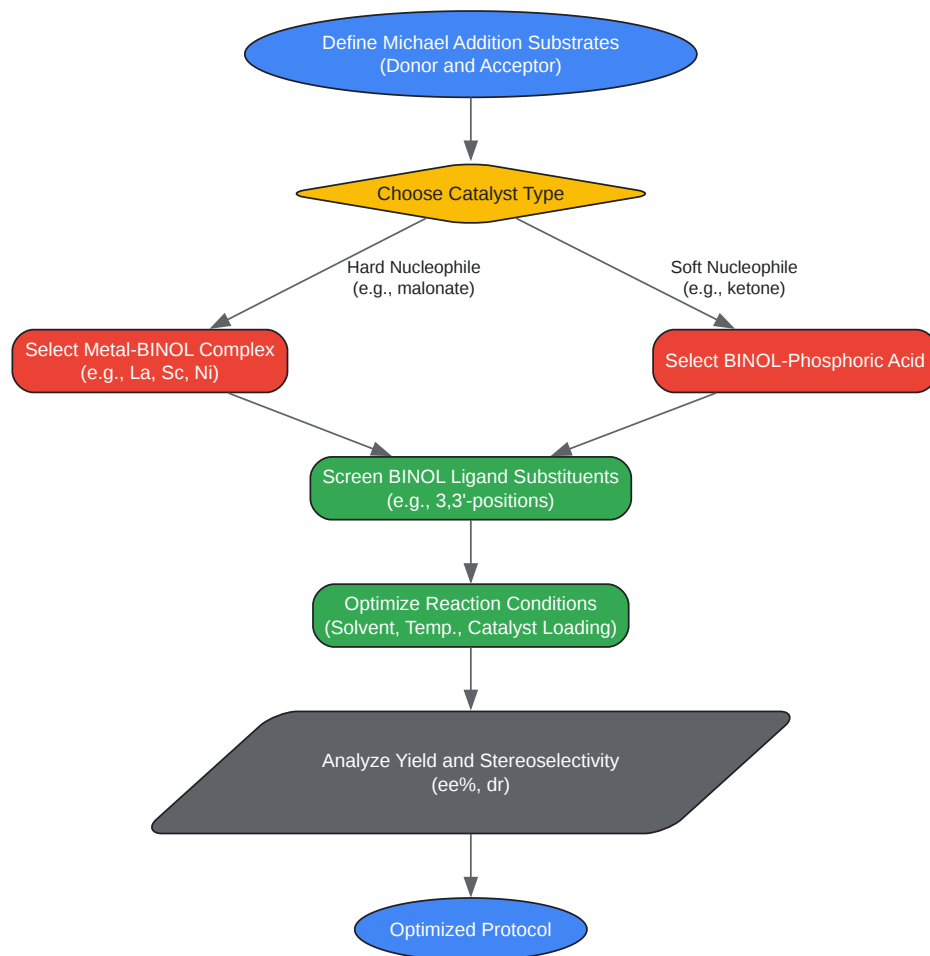 Define Michael Addition Substrates
(Donor and Acceptor)
Choose Catalyst Type
Hard Nucleophile
(e.g., malonate)
Soft Nucleophile
(e.g., ketone)
Select Metal-BINOL Complex
(e.g., La, Sc, Ni)
Select BINOL-Phosphoric Acid
Screen BINOL Ligand Substituents
(e.g., 3,3'-positions)
Optimize Reaction Conditions
(Solvent, Temp., Catalyst Loading)
Analyze Yield and Stereoselectivity
(ee%, dr)
Optimized Protocol